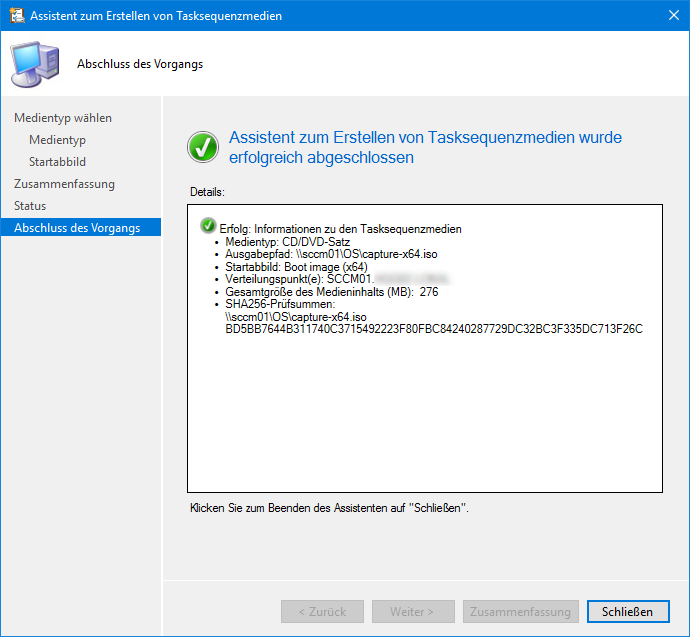 Assistent zum Erstellen von Tasksequenzmedien
Abschluss des Vorgangs
Medientyp wählen
Medientyp
Startabbild
Zusammenfassung
Status
Abschluss des Vorgangs
Assistent zum Erstellen von Tasksequenzmedien wurde
erfolgreich abgeschlossen
Details:
Erfolg: Informationen zu den Tasksequenzmedien
• Medientyp: CD/DVD-Satz
• Ausgabepfad: \\sccm01\OS\capture-x64.iso
• Startabbild: Boot image (x64)
• Verteilungspunkt(e): SCCM01.
• Gesamtgröße des Medieninhalts (MB): 276
• SHA256-Prüfsummen:
\\sccm01\OS\capture-x64.iso
BD5BB7644B311740C3715492223F80FBC84240287729DC32BC3F335DC713F26C
Klicken Sie zum Beenden des Assistenten auf "Schließen".
< Zurück
Weiter >
Zusammenfassung
Schließen